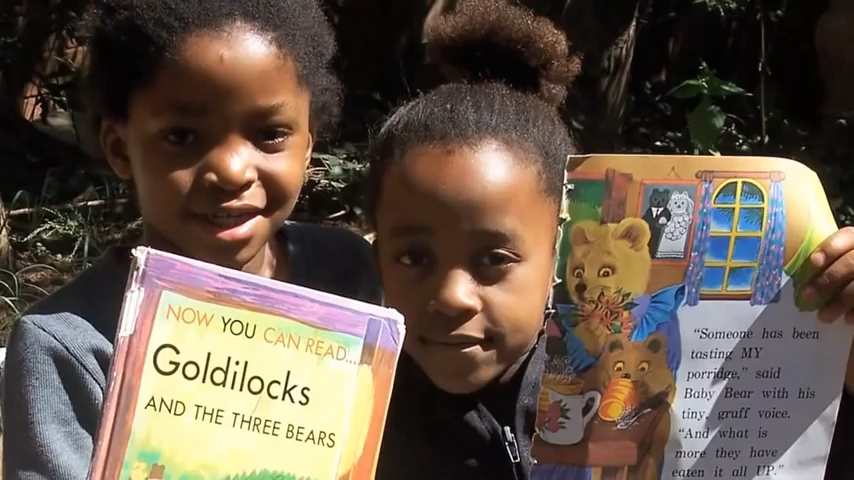 NOW YOU CAN READ...
Goldilocks
AND THE THREE BEARS
"Someone has been
tasting MY
porridge," said
Baby Bear with his
tiny, gruff voice.
"And what is
more they have
eaten it all UP."